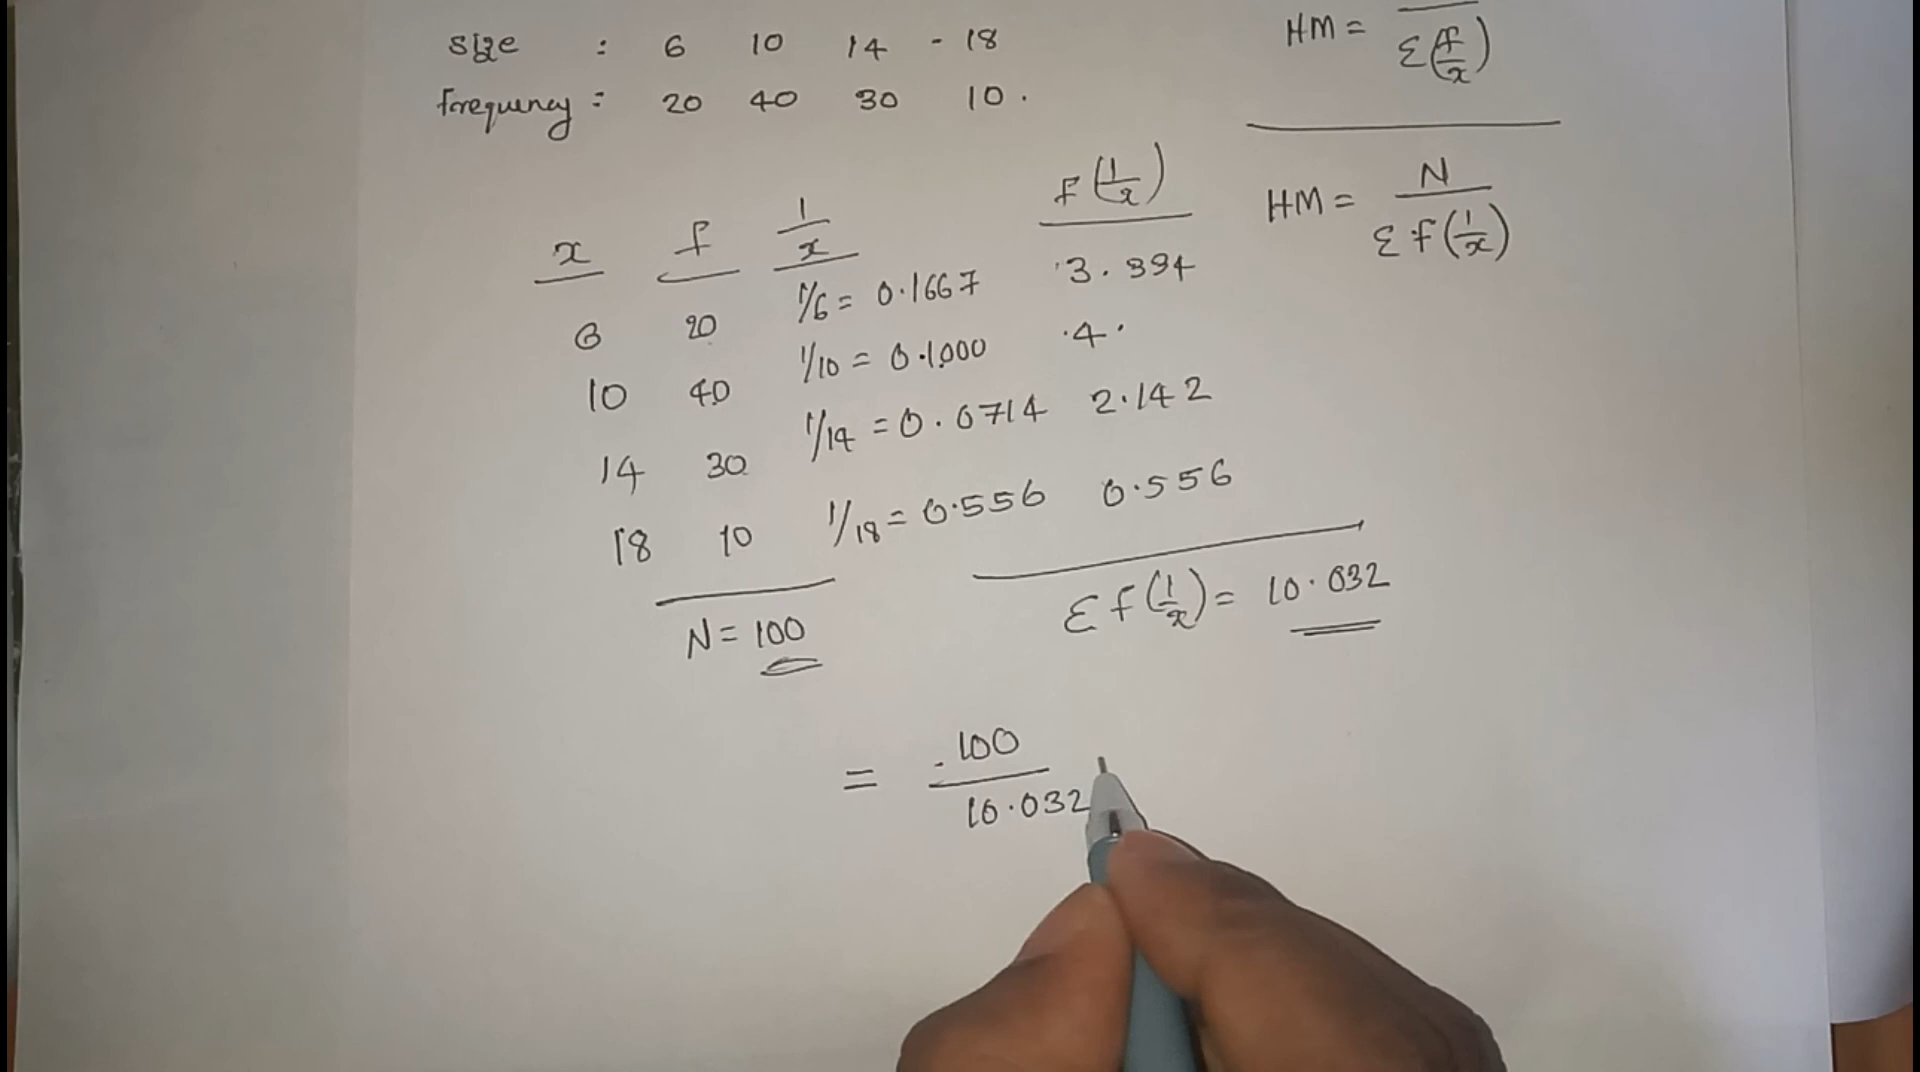 size : 6 10 14 - 18
frequency : 20 40 30 10.
HM = ―――
Σ(f/x)
HM = N / Σf(1/x)
x f 1/x f(1/x)
6 20 1/6 = 0.1667 3.334
10 40 1/10 = 0.1000 4.
14 30 1/14 = 0.0714 2.142
18 10 1/18 = 0.556 0.556
N = 100 Σf(1/x) = 10.032
= 100 / 10.032